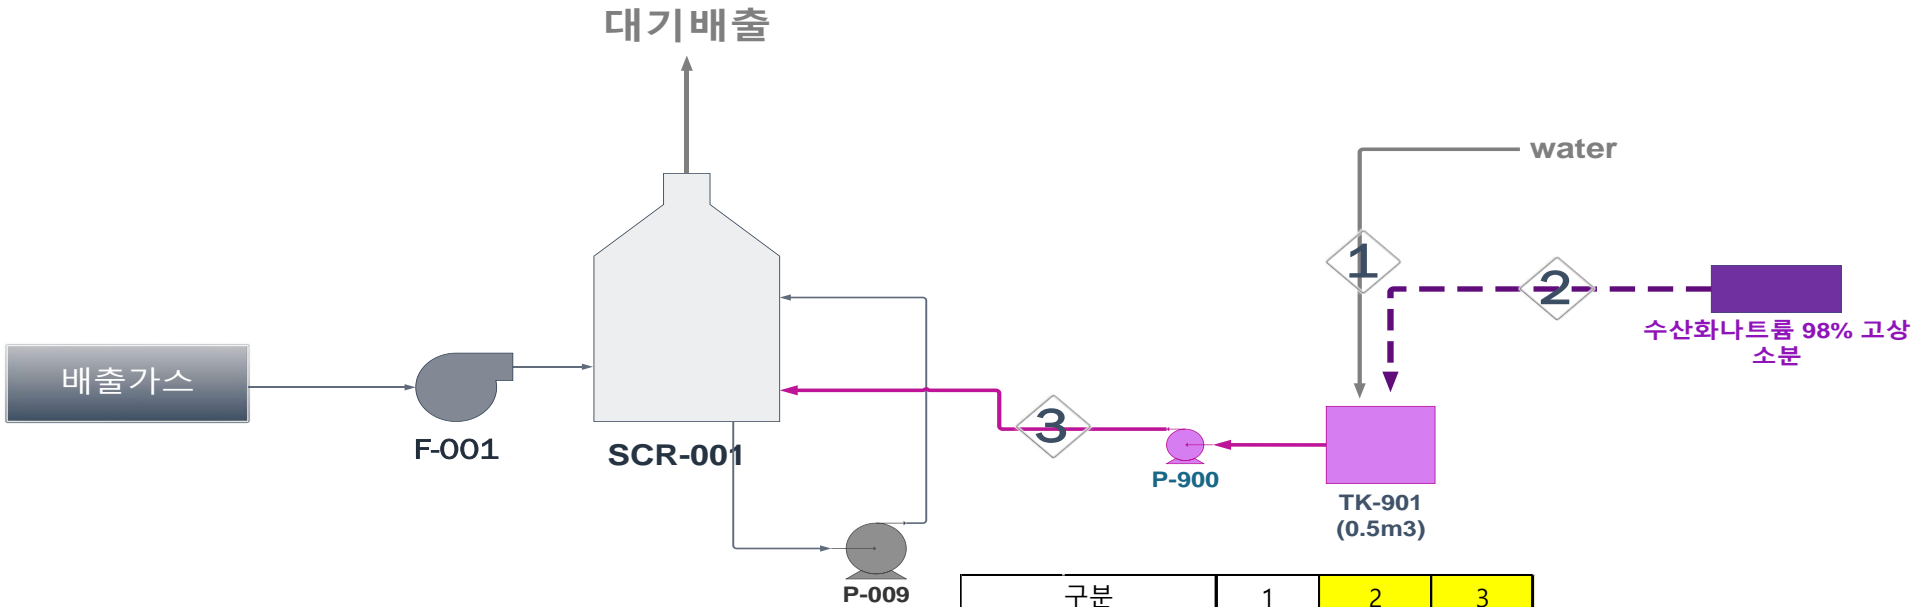 대기배출
water
1
2
수산화나트륨 98% 고상
소분
배출가스
F-001
SCR-001
3
P-900
TK-901
(0.5m3)
P-009
구분 1 2 3